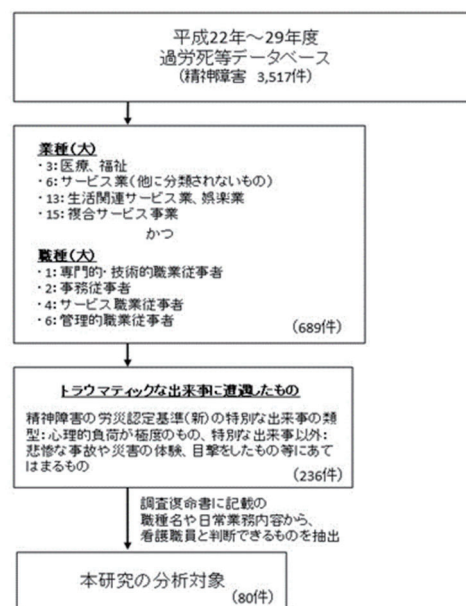 平成22年～29年度
過労死等データベース
(精神障害 3,517件)
業種(大)
・3:医療、福祉
・6:サービス業(他に分類されないもの)
・13:生活関連サービス業、娯楽業
・15:複合サービス事業
かつ
職種(大)
・1:専門的・技術的職業従事者
・2:事務従事者
・4:サービス職業従事者
・6:管理的職業従事者
(689件)
トラウマティックな出来事に遭遇したもの
精神障害の労災認定基準(新)の特別な出来事の類
型:心理的負荷が極度のもの、特別な出来事以外:
悲惨な事故や災害の体験、目撃をしたもの等にあて
はまるもの
(236件)
調査復命書に記載の
職種名や日常業務内容から、
看護職員と判断できるものを抽出
本研究の分析対象
(80件)